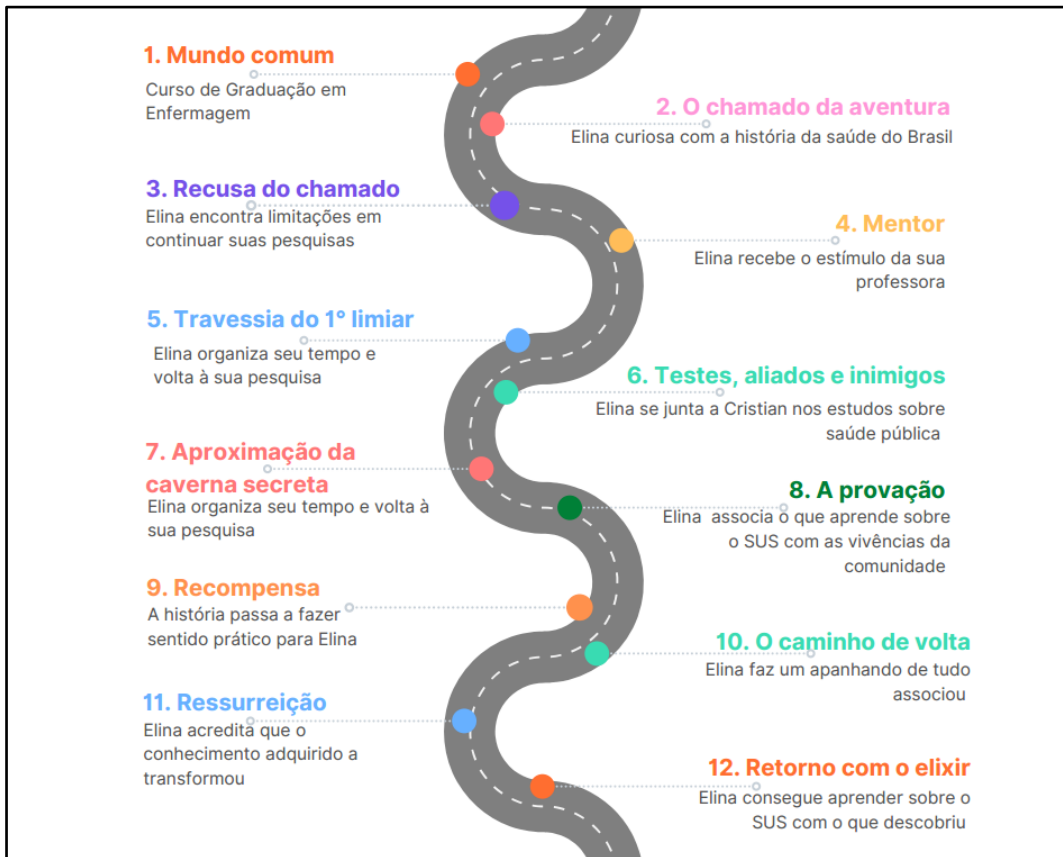 1. Mundo comum
Curso de Graduação em
Enfermagem
2. O chamado da aventura
Elina curiosa com a história da saúde do Brasil
3. Recusa do chamado
Elina encontra limitações em
continuar suas pesquisas
4. Mentor
Elina recebe o estímulo da sua
professora
5. Travessia do 1° limiar
Elina organiza seu tempo e
volta à sua pesquisa
6. Testes, aliados e inimigos
Elina se junta a Cristian nos estudos sobre
saúde pública
7. Aproximação da
caverna secreta
Elina organiza seu tempo e volta à
sua pesquisa
8. A provação
Elina associa o que aprende sobre
o SUS com as vivências da
comunidade
9. Recompensa
A história passa a fazer
sentido prático para Elina
10. O caminho de volta
Elina faz um apanhando de tudo
associou
11. Ressurreição
Elina acredita que o
conhecimento adquirido a
transformou
12. Retorno com o elixir
Elina consegue aprender sobre o
SUS com o que descobriu